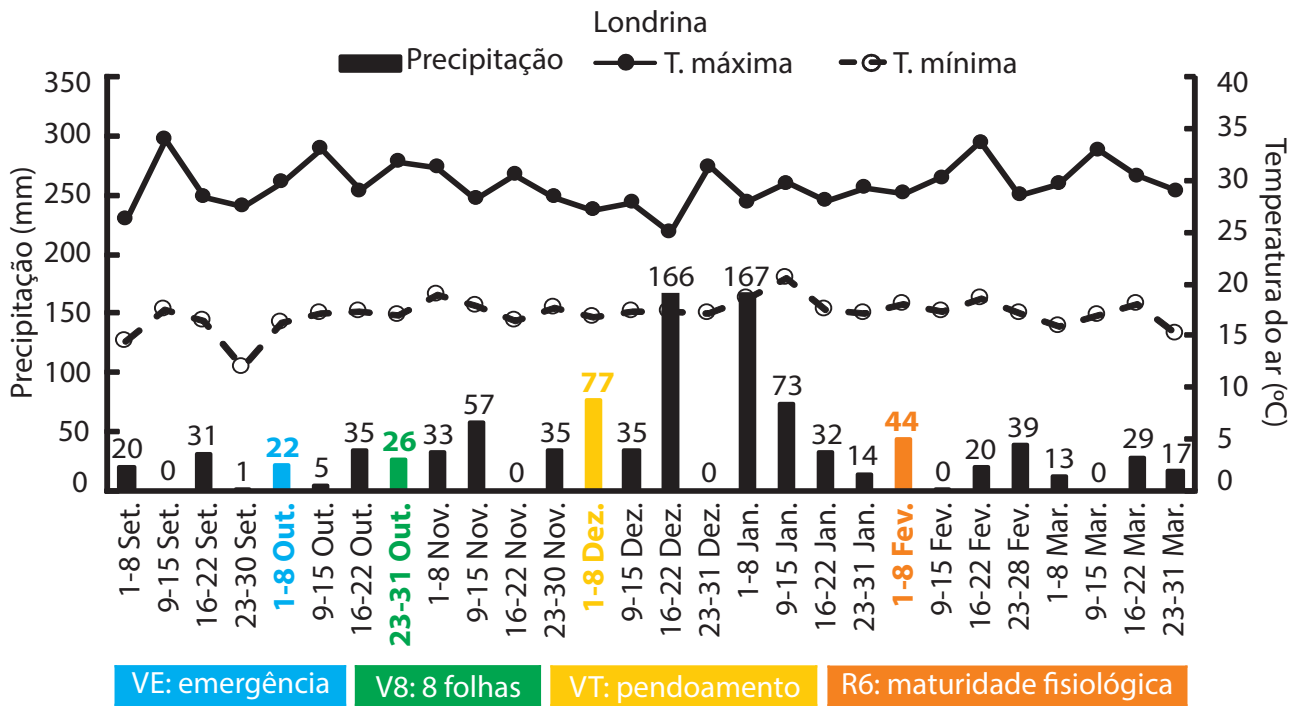 Londrina
Precipitação T. máxima T. mínima
350
300
250
200
150
100
50
0
Precipitação (mm)
40
35
30
25
20
15
10
5
0
Temperatura do ar (ºC)
20 0 31 1 22 5 35 26 33 57 0 35 77 35 166 0 167 73 32 14 44 0 20 39 13 0 29 17
1-8 Set.
9-15 Set.
16-22 Set.
23-30 Set.
1-8 Out.
9-15 Out.
16-22 Out.
23-31 Out.
1-8 Nov.
9-15 Nov.
16-22 Nov.
23-30 Nov.
1-8 Dez.
9-15 Dez.
16-22 Dez.
23-31 Dez.
1-8 Jan.
9-15 Jan.
16-22 Jan.
23-31 Jan.
1-8 Fev.
9-15 Fev.
16-22 Fev.
23-28 Fev.
1-8 Mar.
9-15 Mar.
16-22 Mar.
23-31 Mar.
VE: emergência
V8: 8 folhas
VT: pendoamento
R6: maturidade fisiológica